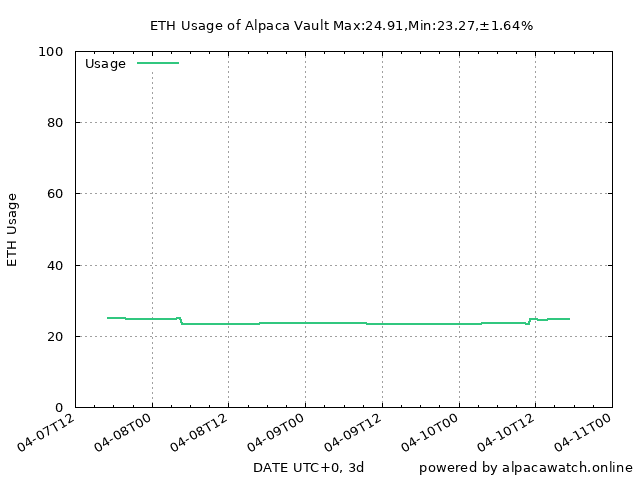 ETH Usage of Alpaca Vault Max:24.91,Min:23.27,±1.64%
Usage
100
80
60
40
20
0
ETH Usage
04-07T12
04-08T00
04-08T12
04-09T00
04-09T12
04-10T00
04-10T12
04-11T00
DATE UTC+0, 3d
powered by alpacawatch.online